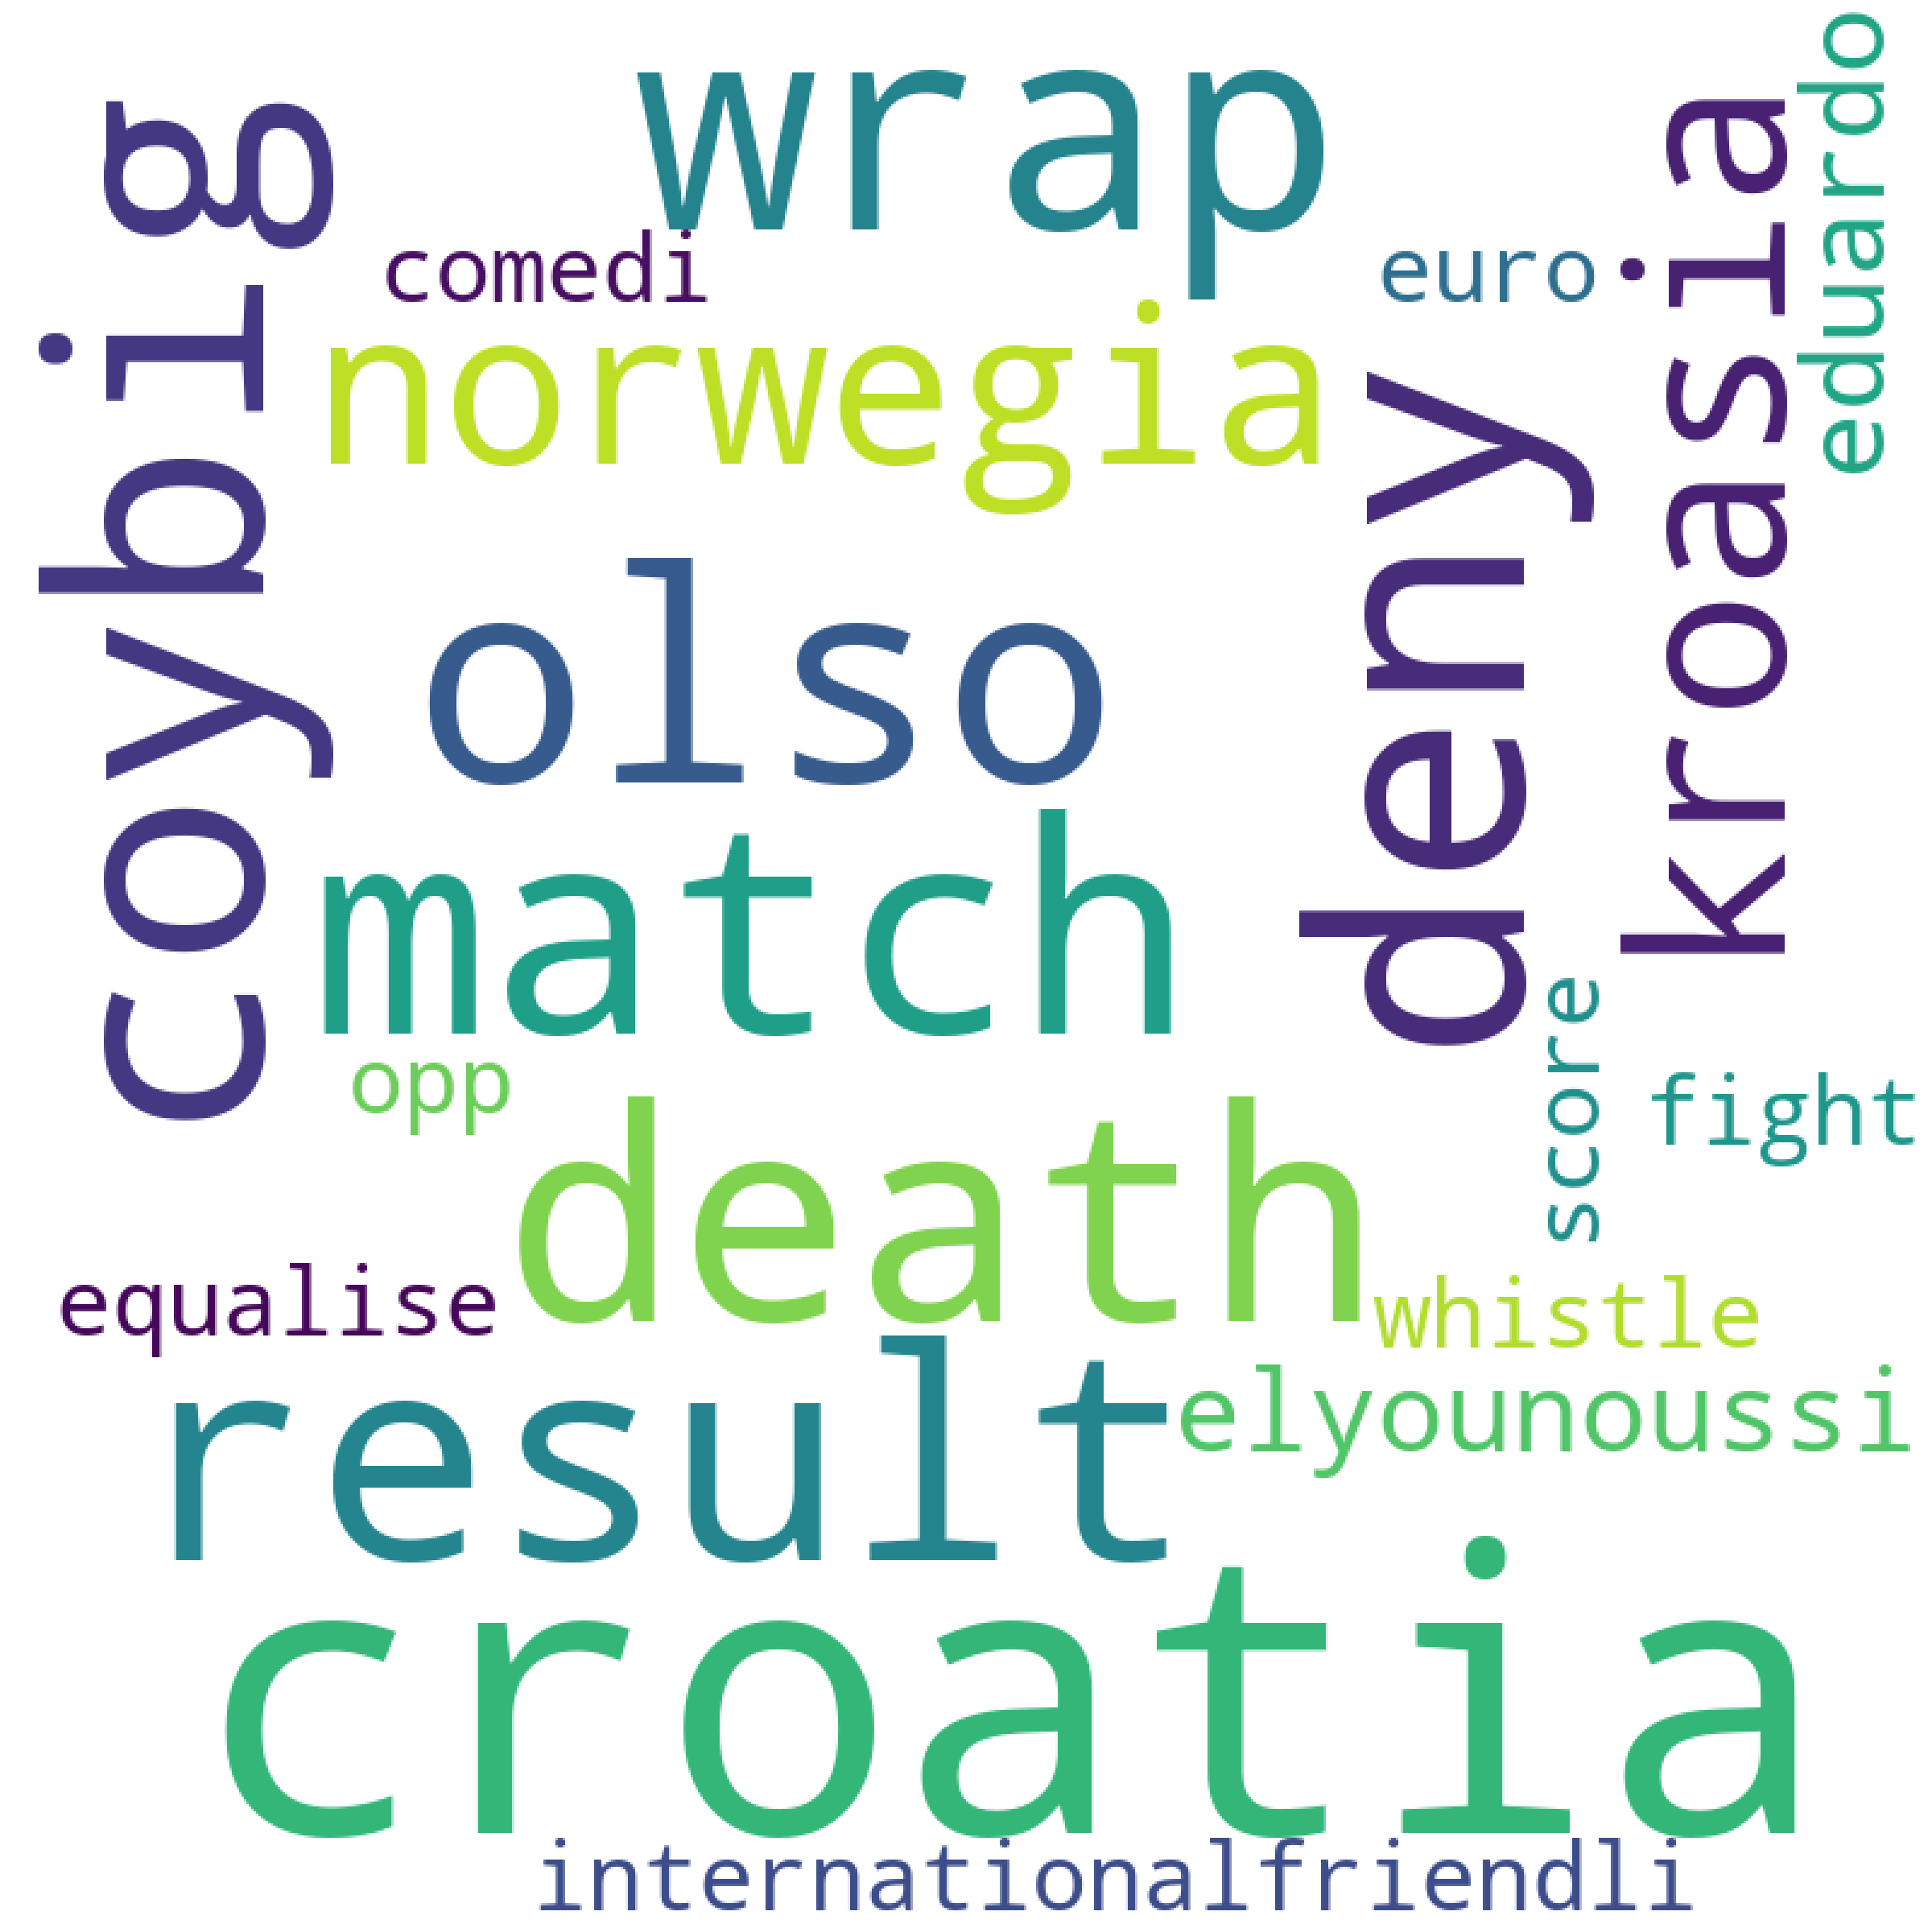 wrap
eduardo
coybig
kroasia
comedi
euro
norwegia
deny
olso
match
score
opp
fight
death
equalise
whistle
result
elyounoussi
croatia
internationalfriendli